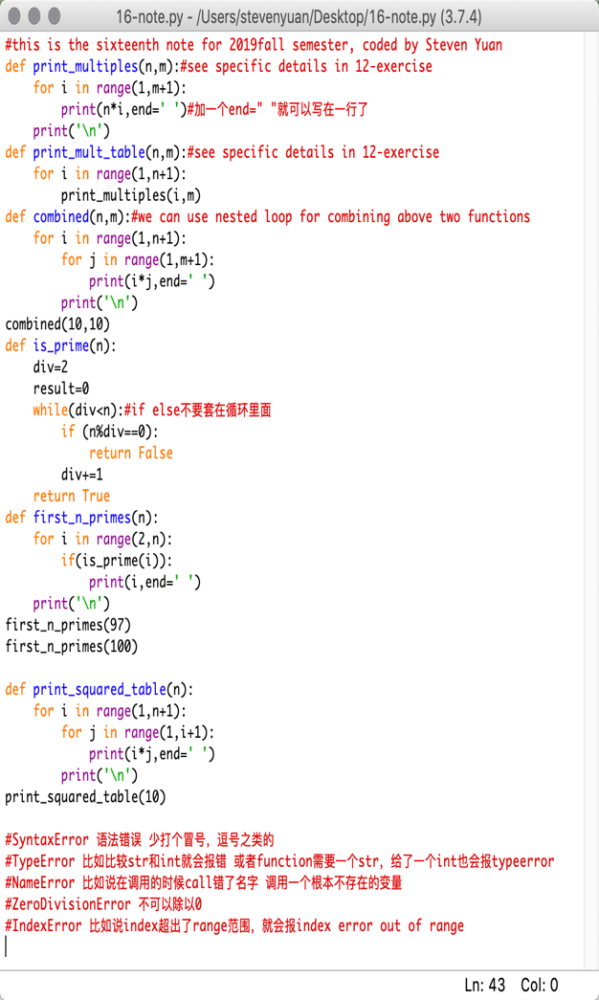 16-note.py - /Users/stevenyuan/Desktop/16-note.py (3.7.4)
#this is the sixteenth note for 2019fall semester, coded by Steven Yuan
def print_multiples(n,m):#see specific details in 12-exercise
    for i in range(1,m+1):
        print(n*i,end=' ')#加一个end=" "就可以写在一行了
    print('\n')
def print_mult_table(n,m):#see specific details in 12-exercise
    for i in range(1,n+1):
        print_multiples(i,m)
def combined(n,m):#we can use nested loop for combining above two functions
    for i in range(1,n+1):
        for j in range(1,m+1):
            print(i*j,end=' ')
        print('\n')
combined(10,10)
def is_prime(n):
    div=2
    result=0
    while(div<n):#if else不要套在循环里面
        if (n%div==0):
            return False
        div+=1
    return True
def first_n_primes(n):
    for i in range(2,n):
        if(is_prime(i)):
            print(i,end=' ')
    print('\n')
first_n_primes(97)
first_n_primes(100)

def print_squared_table(n):
    for i in range(1,n+1):
        for j in range(1,i+1):
            print(i*j,end=' ')
        print('\n')
print_squared_table(10)

#SyntaxError 语法错误 少打个冒号，逗号之类的
#TypeError 比如比较str和int就会报错 或者function需要一个str，给了一个int也会报typeerror
#NameError 比如说在调用的时候call错了名字 调用一个根本不存在的变量
#ZeroDivisionError 不可以除以0
#IndexError 比如说index超出了range范围，就会报index error out of range
Ln: 43 Col: 0